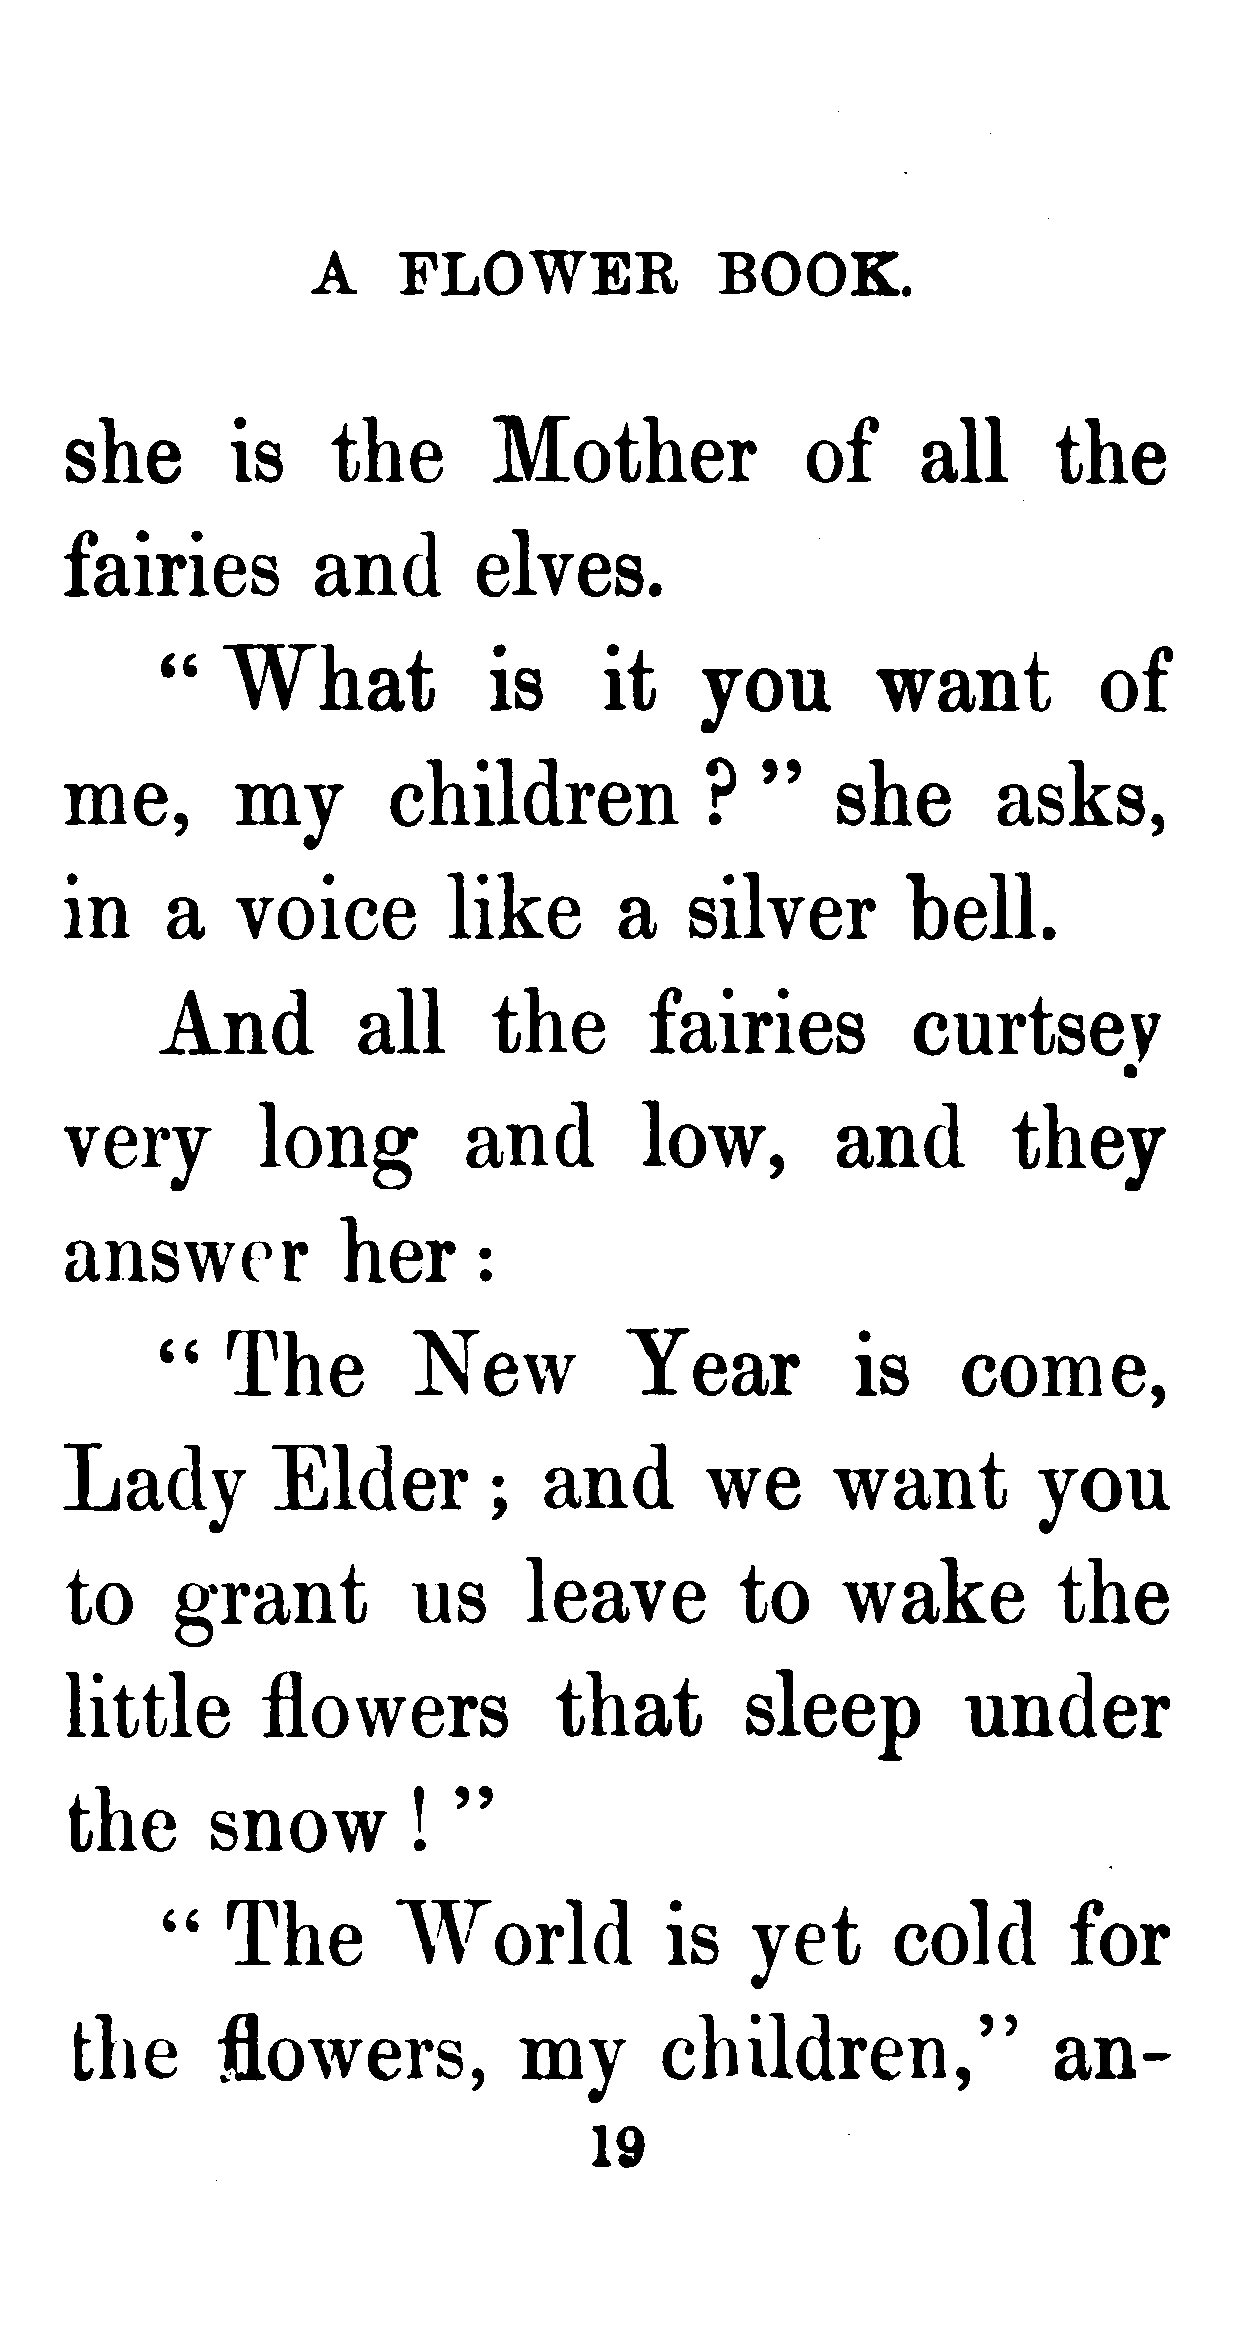 A FLOWER BOOK.
she is the Mother of all the
fairies and elves.
“ What is it you want of
me, my children ? ” she asks,
in a voice like a silver bell.
And all the fairies curtsey
very long and low, and they
answer her :
“ The New Year is come,
Lady Elder ; and we want you
to grant us leave to wake the
little flowers that sleep under
the snow ! ”
“ The World is yet cold for
the flowers, my children,” an-
19